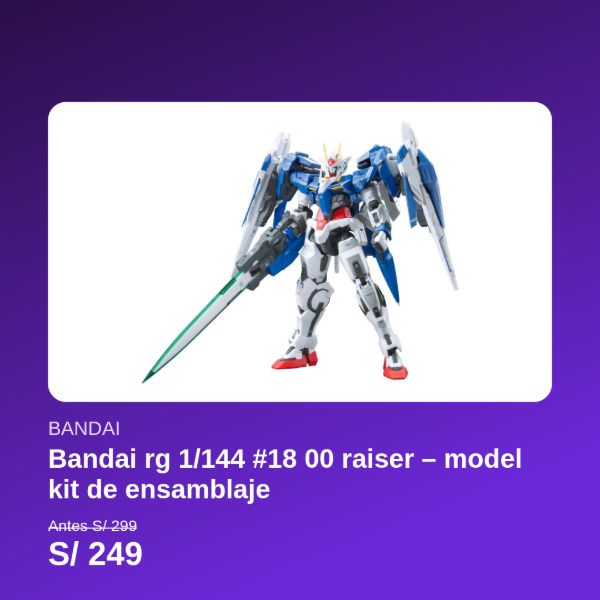 BANDAI
Bandai rg 1/144 #18 00 raiser – model
kit de ensamblaje
Antes S/ 299
S/ 249